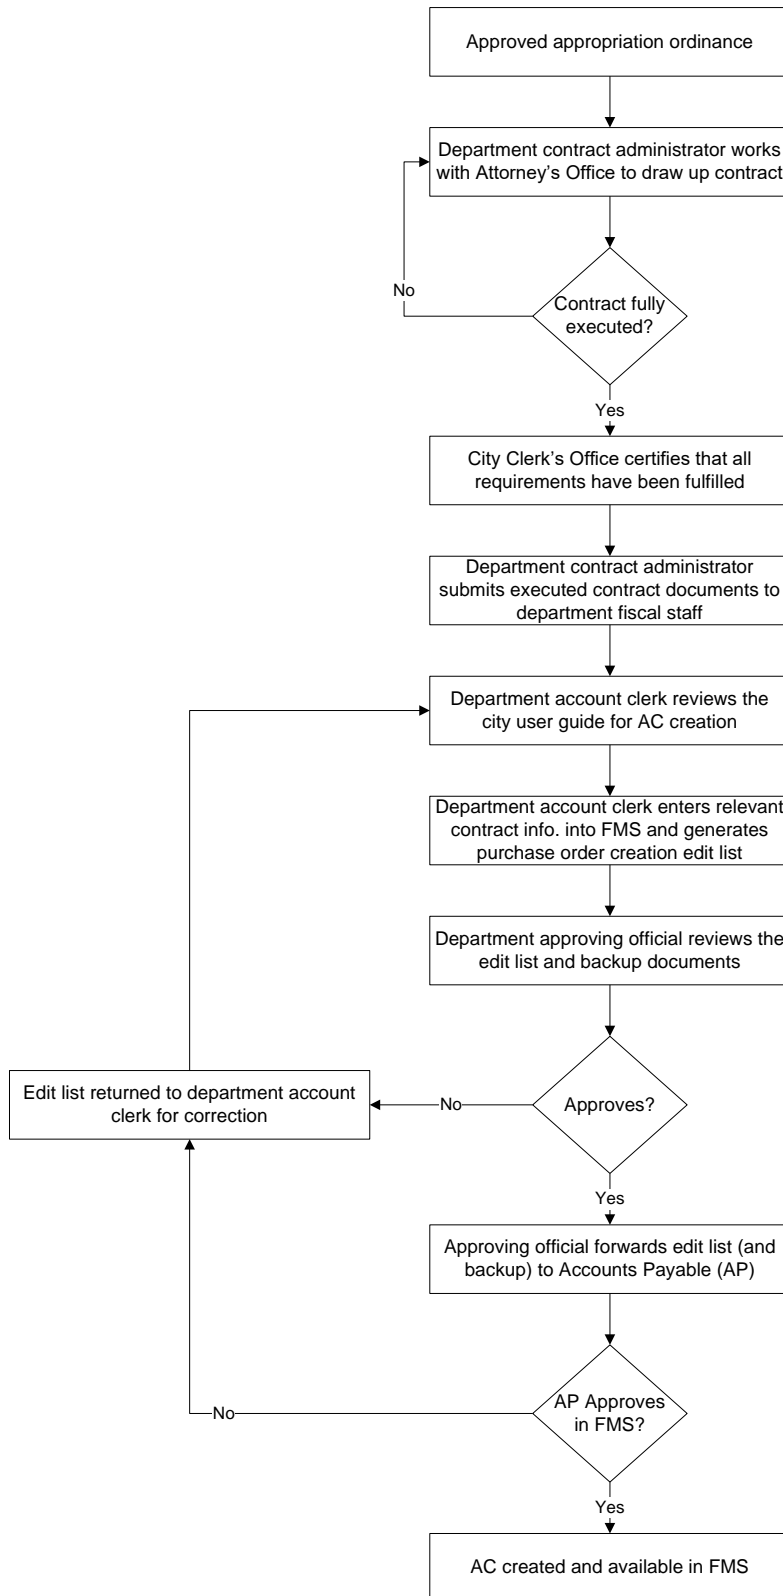 Approved appropriation ordinance
Department contract administrator works
with Attorney's Office to draw up contract
No
Contract fully
executed?
Yes
City Clerk's Office certifies that all
requirements have been fulfilled
Department contract administrator
submits executed contract documents to
department fiscal staff
Department account clerk reviews the
city user guide for AC creation
Department account clerk enters relevant
contract info. into FMS and generates
purchase order creation edit list
Department approving official reviews the
edit list and backup documents
Edit list returned to department account
clerk for correction
No
Approves?
Yes
Approving official forwards edit list (and
backup) to Accounts Payable (AP)
No
AP Approves
in FMS?
Yes
AC created and available in FMS